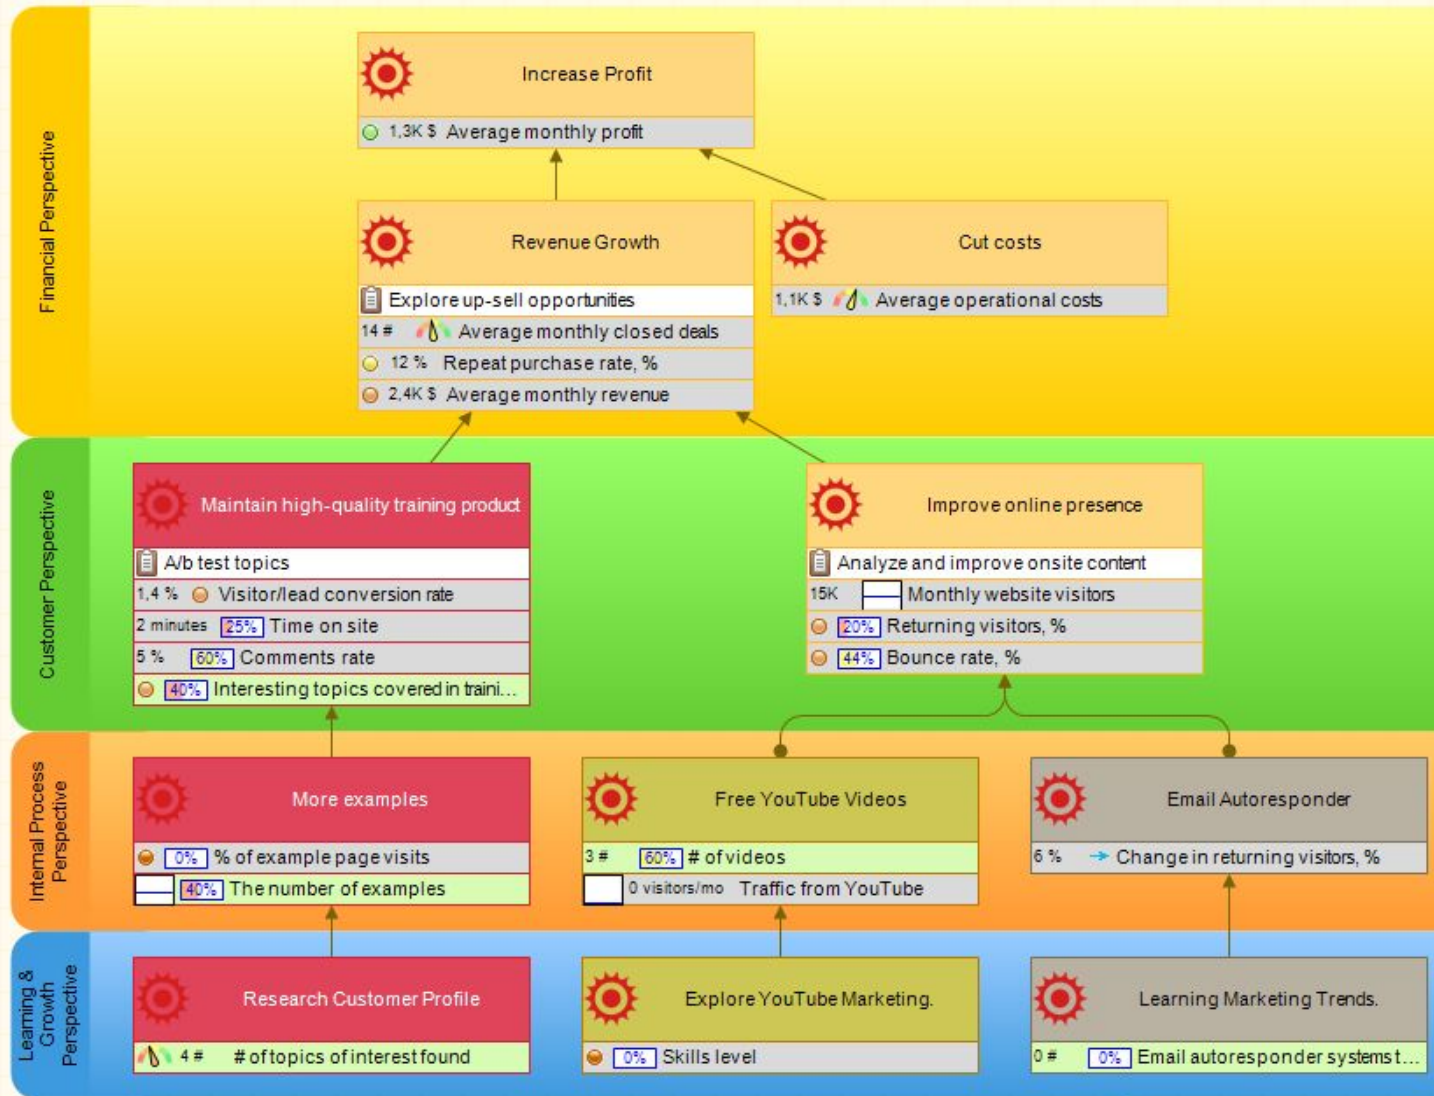 Financial Perspective
Increase Profit
1,3K $ Average monthly profit
Revenue Growth
Explore up-sell opportunities
14 # Average monthly closed deals
12 % Repeat purchase rate, %
2,4K $ Average monthly revenue
Cut costs
1,1K $ Average operational costs
Customer Perspective
Maintain high-quality training product
A/b test topics
1,4 % Visitor/lead conversion rate
2 minutes 25% Time on site
5 % 60% Comments rate
40% Interesting topics covered in traini...
Improve online presence
Analyze and improve onsite content
15K Monthly website visitors
20% Returning visitors, %
44% Bounce rate, %
Internal Process
Perspective
More examples
0% % of example page visits
40% The number of examples
Free YouTube Videos
3 # 60% # of videos
0 visitors/mo Traffic from YouTube
Email Autoresponder
6 % Change in returning visitors, %
Learning &
Growth
Perspective
Research Customer Profile
4 # # of topics of interest found
Explore YouTube Marketing.
0% Skills level
Learning Marketing Trends.
0 # 0% Email autoresponder systems t...